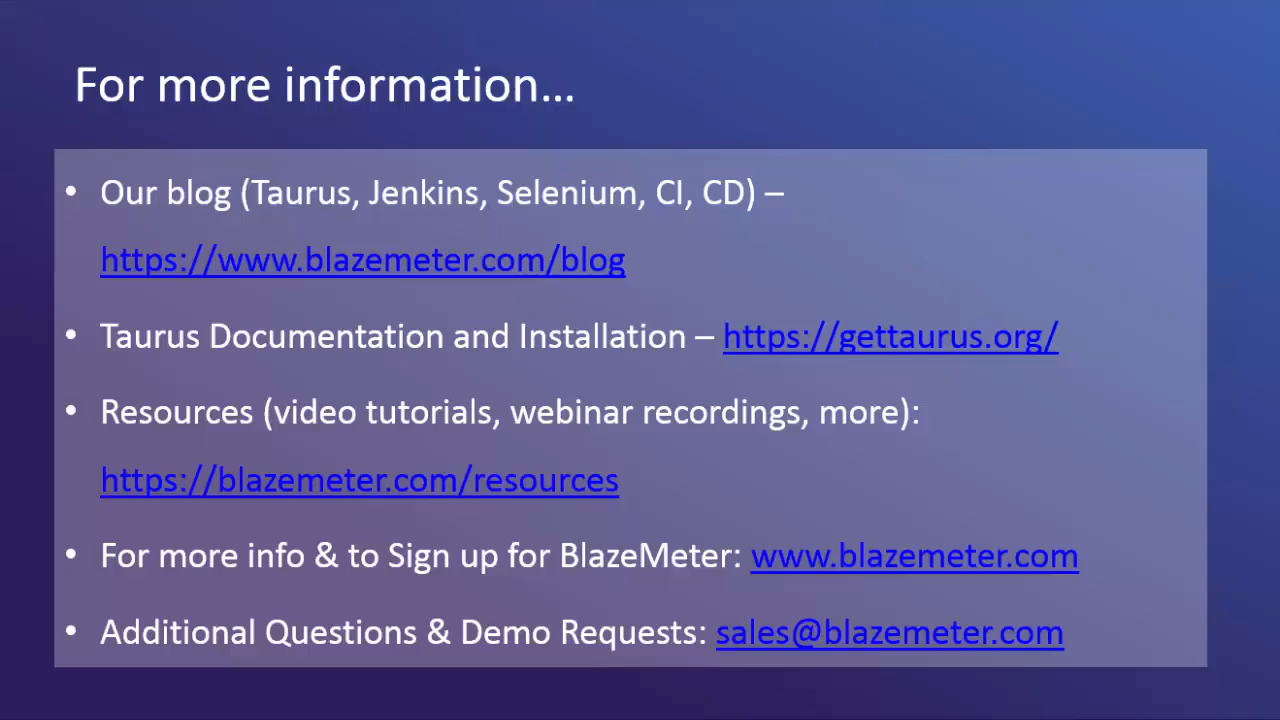 For more information…
• Our blog (Taurus, Jenkins, Selenium, CI, CD) –
https://www.blazemeter.com/blog
• Taurus Documentation and Installation – https://gettaurus.org/
• Resources (video tutorials, webinar recordings, more):
https://blazemeter.com/resources
• For more info & to Sign up for BlazeMeter: www.blazemeter.com
• Additional Questions & Demo Requests: sales@blazemeter.com